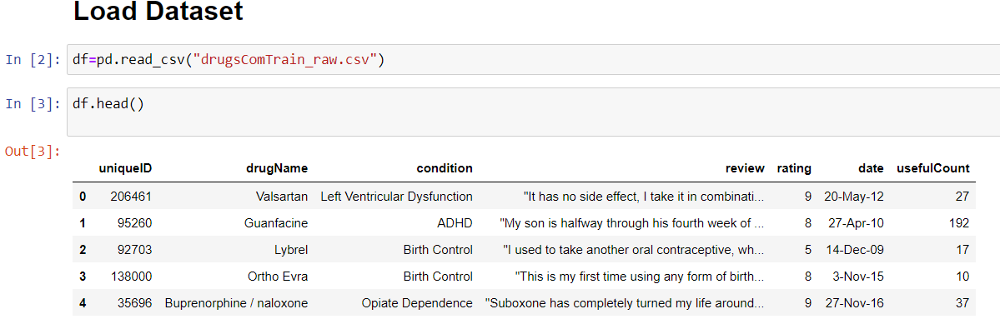 Load Dataset
In [2]: df=pd.read_csv("drugsComTrain_raw.csv")
In [3]: df.head()
Out[3]:
uniqueID drugName condition review rating date usefulCount
0 206461 Valsartan Left Ventricular Dysfunction "It has no side effect, I take it in combinati... 9 20-May-12 27
1 95260 Guanfacine ADHD "My son is halfway through his fourth week of ... 8 27-Apr-10 192
2 92703 Lybrel Birth Control "I used to take another oral contraceptive, wh... 5 14-Dec-09 17
3 138000 Ortho Evra Birth Control "This is my first time using any form of birth... 8 3-Nov-15 10
4 35696 Buprenorphine / naloxone Opiate Dependence "Suboxone has completely turned my life around... 9 27-Nov-16 37